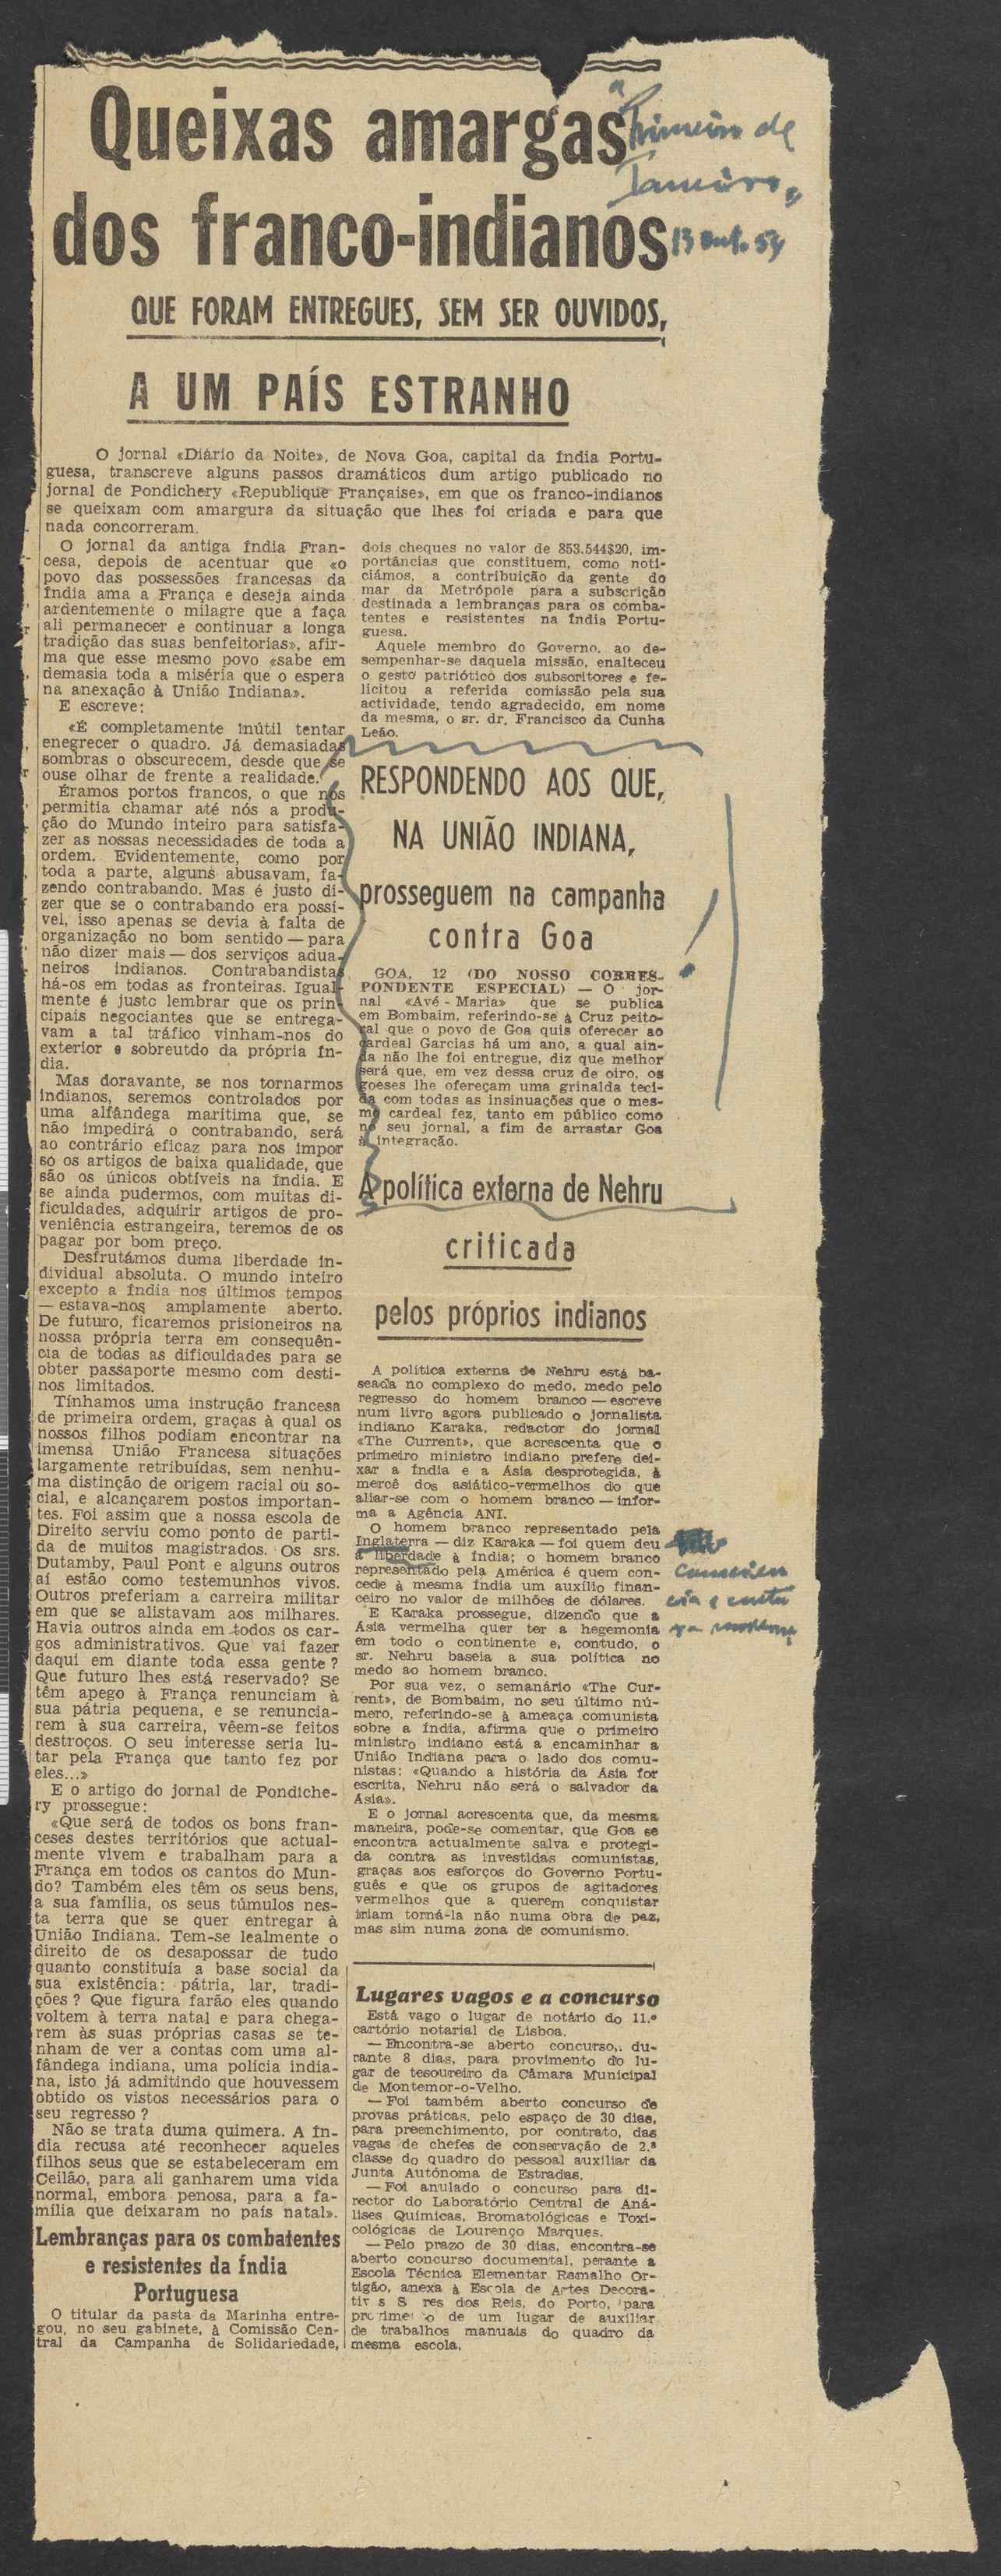 Queixas amargas
dos franco-indianos
"Primeiro de
Janeiro"
13 Out. 54
QUE FORAM ENTREGUES, SEM SER OUVIDOS,
A UM PAÍS ESTRANHO
O jornal «Diário da Noite», de Nova Goa, capital da Índia Portu-
guesa, transcreve alguns passos dramáticos dum artigo publicado no
jornal de Pondichery «Republique Française», em que os franco-indianos
se queixam com amargura da situação que lhes foi criada e para que
nada concorreram.
O jornal da antiga Índia Fran-
cesa, depois de acentuar que «o
povo das possessões francesas da
Índia ama a França e deseja ainda
ardentemente o milagre que a faça
ali permanecer e continuar a longa
tradição das suas benfeitorias», afir-
ma que esse mesmo povo «sabe em
demasia toda a miséria que o espera
na anexação à União Indiana».
E escreve:
«É completamente inútil tentar
enegrecer o quadro. Já demasiadas
sombras o obscurecem, desde que se
ouse olhar de frente a realidade.
Éramos portos francos, o que nos
permitia chamar até nós a produ-
ção do Mundo inteiro para satisfa-
zer as nossas necessidades de toda a
ordem. Evidentemente, como por
toda a parte, alguns abusavam, fa-
zendo contrabando. Mas é justo di-
zer que se o contrabando era possí-
vel, isso apenas se devia à falta de
organização no bom sentido — para
não dizer mais — dos serviços adua-
neiros indianos. Contrabandistas
há-os em todas as fronteiras. Igual-
mente é justo lembrar que os prin-
cipais negociantes que se entrega-
vam a tal tráfico vinham-nos do
exterior e sobreutdo da própria Ín-
dia.
Mas doravante, se nos tornarmos
indianos, seremos controlados por
uma alfândega marítima que, se
não impedirá o contrabando, será
ao contrário eficaz para nos impor
só os artigos de baixa qualidade, que
são os únicos obtíveis na Índia. E
se ainda pudermos, com muitas di-
ficuldades, adquirir artigos de pro-
veniência estrangeira, teremos de os
pagar por bom preço.
Desfrutámos duma liberdade in-
dividual absoluta. O mundo inteiro
excepto a Índia nos últimos tempos
— estava-nos amplamente aberto.
De futuro, ficaremos prisioneiros na
nossa própria terra em consequên-
cia de todas as dificuldades para se
obter passaporte mesmo com desti-
nos limitados.
Tínhamos uma instrução francesa
de primeira ordem, graças à qual os
nossos filhos podiam encontrar na
imensa União Francesa situações
largamente retribuídas, sem nenhu-
ma distinção de origem racial ou so-
cial, e alcançarem postos importan-
tes. Foi assim que a nossa escola de
Direito serviu como ponto de parti-
da de muitos magistrados. Os srs.
Dutamby, Paul Pont e alguns outros
aí estão como testemunhos vivos.
Outros preferiam a carreira militar
em que se alistavam aos milhares.
Havia outros ainda em todos os car-
gos administrativos. Que vai fazer
daqui em diante toda essa gente?
Que futuro lhes está reservado? Se
têm apego à França renunciam à
sua pátria pequena, e se renuncia-
rem à sua carreira, vêem-se feitos
destroços. O seu interesse seria lu-
tar pela França que tanto fez por
eles...»
E o artigo do jornal de Pondiche-
ry prossegue:
«Que será de todos os bons fran-
ceses destes territórios que actual-
mente vivem e trabalham para a
França em todos os cantos do Mun-
do? Também eles têm os seus bens,
a sua família, os seus túmulos nes-
ta terra que se quer entregar à
União Indiana. Tem-se lealmente o
direito de os desapossar de tudo
quanto constituía a base social da
sua existência: pátria, lar, tradi-
ções? Que figura farão eles quando
voltem à terra natal e para chega-
rem às suas próprias casas se te-
nham de ver a contas com uma al-
fândega indiana, uma polícia india-
na, isto já admitindo que houvessem
obtido os vistos necessários para o
seu regresso?
Não se trata duma quimera. A Ín-
dia recusa até reconhecer aqueles
filhos seus que se estabeleceram em
Ceilão, para ali ganharem uma vida
normal, embora penosa, para a fa-
mília que deixaram no país natal».
Lembranças para os combatentes
e resistentes da Índia
Portuguesa
O titular da pasta da Marinha entre-
gou, no seu gabinete, à Comissão Cen-
tral da Campanha de Solidariedade,
dois cheques no valor de 853.544$20, im-
portâncias que constituem, como noti-
ciámos, a contribuição da gente do
mar da Metrópole para a subscrição
destinada a lembranças para os comba-
tentes e resistentes na Índia Portu-
guesa.
Aquele membro do Governo, ao de-
sempenhar-se daquela missão, enalteceu
o gesto patriótico dos subscritores e fe-
licitou a referida comissão pela sua
actividade, tendo agradecido, em nome
da mesma, o sr. dr. Francisco da Cunha
Leão.
RESPONDENDO AOS QUE,
NA UNIÃO INDIANA,
prosseguem na campanha
contra Goa
!
GOA, 12 (DO NOSSO CORRES-
PONDENTE ESPECIAL) — O jor-
nal «Avé-Maria» que se publica
em Bombaim, referindo-se à Cruz peito-
ral que o povo de Goa quis oferecer ao
cardeal Garcias há um ano, a qual ain-
da não lhe foi entregue, diz que melhor
será que, em vez dessa cruz de oiro, os
goeses lhe ofereçam uma grinalda teci-
da com todas as insinuações que o mes-
mo cardeal fez, tanto em público como
no seu jornal, a fim de arrastar Goa
à integração.
A política externa de Nehru
criticada
pelos próprios indianos
A política externa de Nehru está ba-
seada no complexo do medo, medo pelo
regresso do homem branco — escreve
num livro agora publicado o jornalista
indiano Karaka, redactor do jornal
«The Current», que acrescenta que o
primeiro ministro indiano prefere dei-
xar a Índia e a Ásia desprotegida, à
mercê dos asiático-vermelhos do que
aliar-se com o homem branco — infor-
ma a Agência ANI.
O homem branco representado pela
Inglaterra — diz Karaka — foi quem deu
a liberdade à Índia; o homem branco
representado pela América é quem con-
cede à mesma Índia um auxílio finan-
ceiro no valor de milhões de dólares.
E Karaka prossegue, dizendo que a
Ásia vermelha quer ter a hegemonia
em todo o continente e, contudo, o
sr. Nehru baseia a sua política no
medo ao homem branco.
Por sua vez, o semanário «The Cur-
rent», de Bombaim, no seu último nú-
mero, referindo-se à ameaça comunista
sobre a Índia, afirma que o primeiro
ministro indiano está a encaminhar a
União Indiana para o lado dos comu-
nistas: «Quando a história da Ásia for
escrita, Nehru não será o salvador da
Ásia».
E o jornal acrescenta que, da mesma
maneira, pode-se comentar, que Goa se
encontra actualmente salva e protegi-
da contra as investidas comunistas,
graças aos esforços do Governo Portu-
guês e que os grupos de agitadores
vermelhos que a querem conquistar
iriam torná-la não numa obra de paz,
mas sim numa zona de comunismo.
Lugares vagos e a concurso
Está vago o lugar de notário do 11.º
cartório notarial de Lisboa.
— Encontra-se aberto concurso, du-
rante 8 dias, para provimento do lu-
gar de tesoureiro da Câmara Municipal
de Montemor-o-Velho.
— Foi também aberto concurso de
provas práticas, pelo espaço de 30 dias,
para preenchimento, por contrato, das
vagas de chefes de conservação de 2.ª
classe do quadro do pessoal auxiliar da
Junta Autónoma de Estradas.
— Foi anulado o concurso para di-
rector do Laboratório Central de Aná-
lises Químicas, Bromatológicas e Toxi-
cológicas de Lourenço Marques.
— Pelo prazo de 30 dias, encontra-se
aberto concurso documental, perante a
Escola Técnica Elementar Ramalho Or-
tigão, anexa à Escola de Artes Decora-
S res dos Reis, do Porto, para
de um lugar de auxiliar
de trabalhos manuais do quadro da
mesma escola.